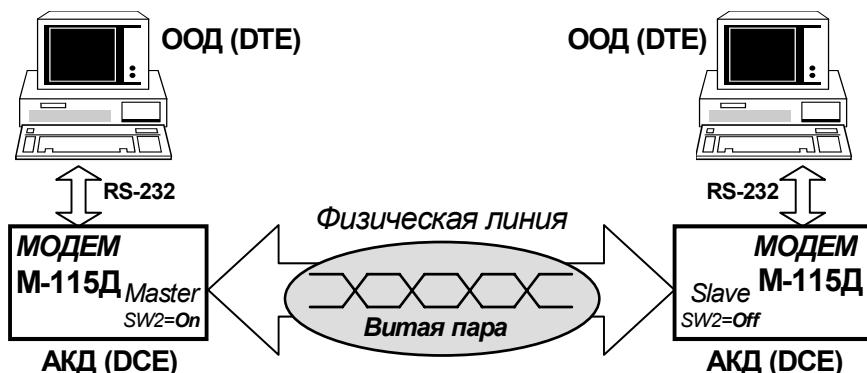 ООД (DTE)
ООД (DTE)
RS-232
RS-232
Физическая линия
МОДЕМ
М-115Д Master
SW2=On
Витая пара
МОДЕМ
Slave М-115Д
SW2=Off
АКД (DCE)
АКД (DCE)